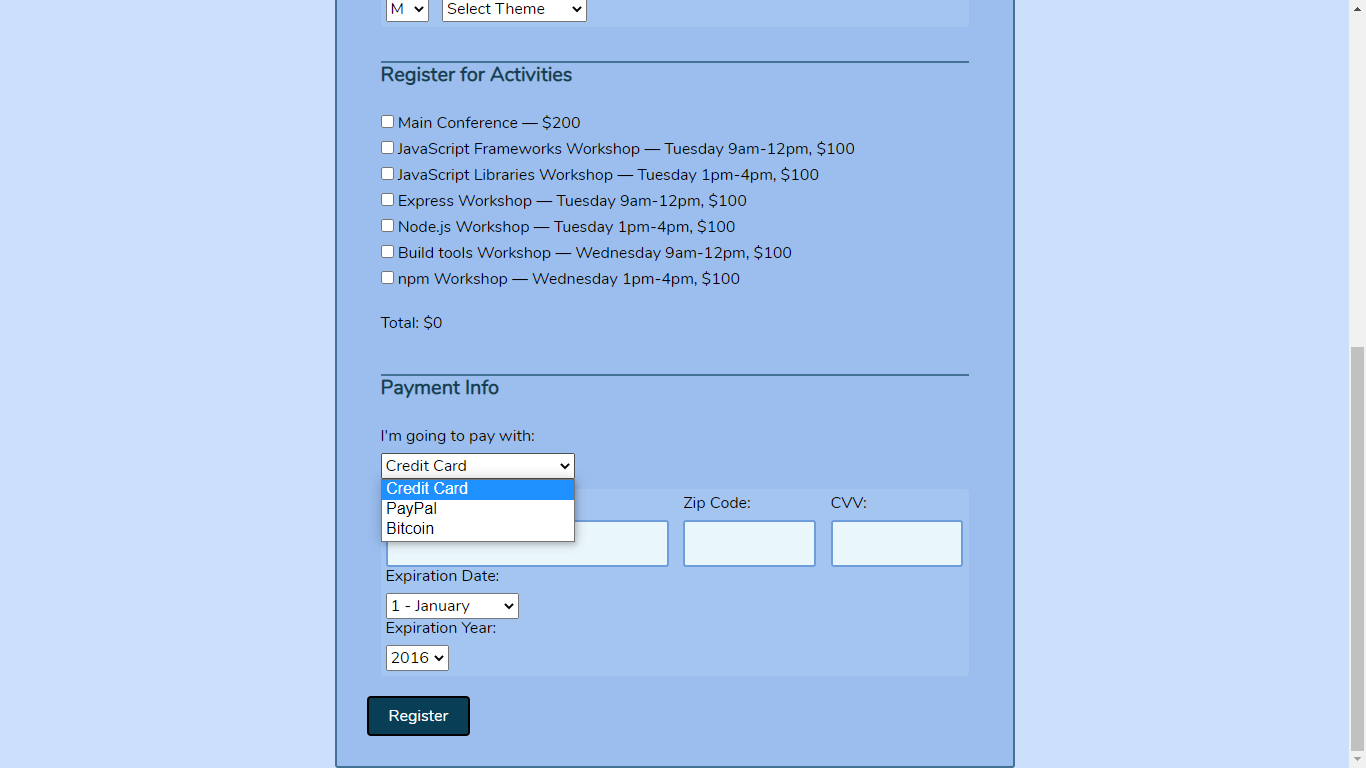 M Select Theme
Register for Activities
Main Conference — $200
JavaScript Frameworks Workshop — Tuesday 9am-12pm, $100
JavaScript Libraries Workshop — Tuesday 1pm-4pm, $100
Express Workshop — Tuesday 9am-12pm, $100
Node.js Workshop — Tuesday 1pm-4pm, $100
Build tools Workshop — Wednesday 9am-12pm, $100
npm Workshop — Wednesday 1pm-4pm, $100
Total: $0
Payment Info
I'm going to pay with:
Credit Card
Credit Card
PayPal
Bitcoin
Zip Code: CVV:
Expiration Date:
1 - January
Expiration Year:
2016
Register